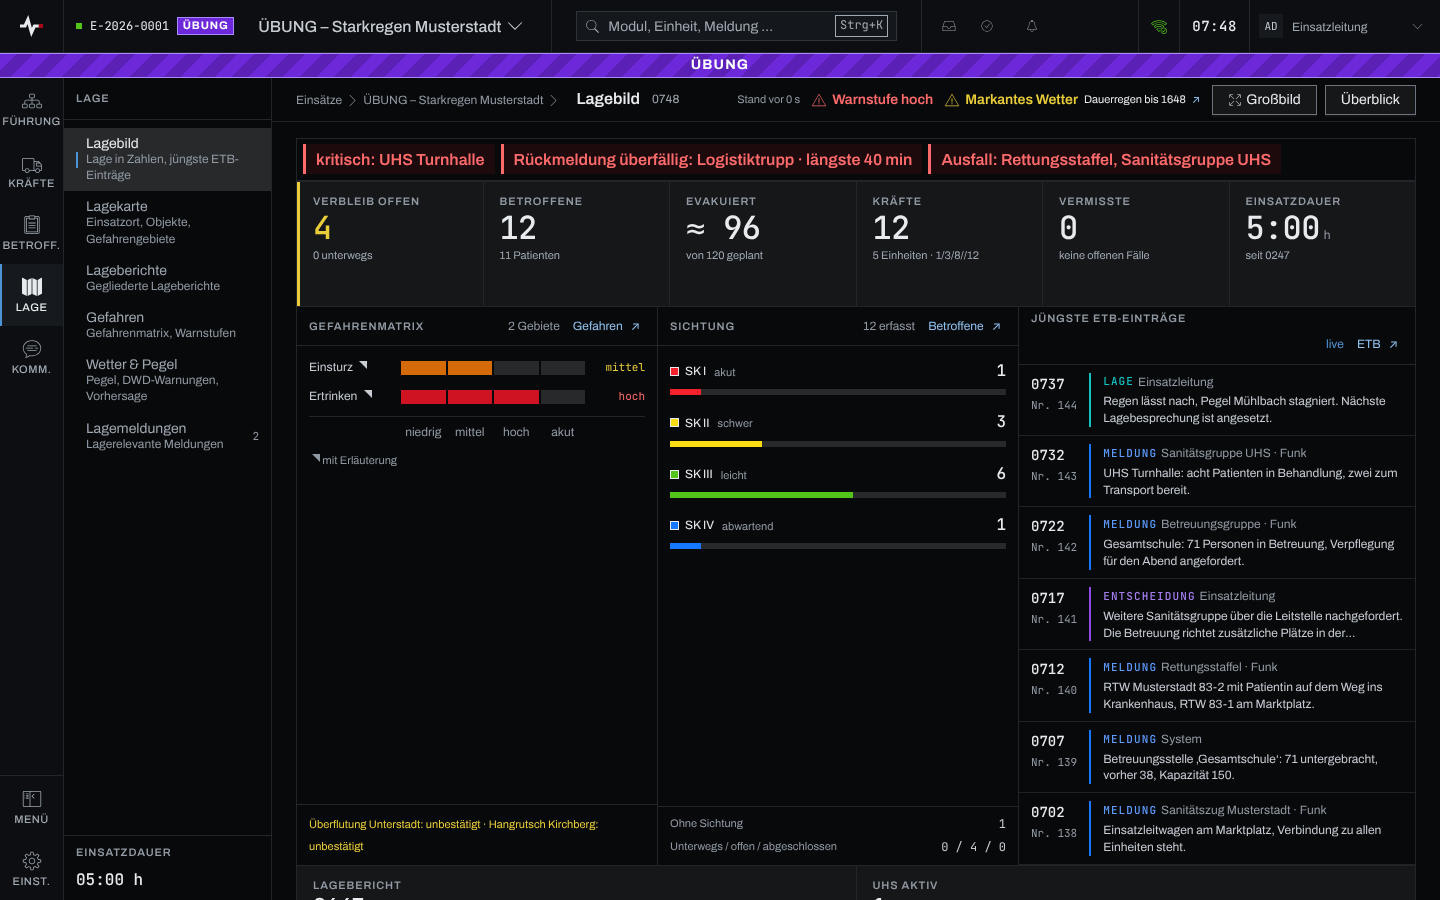 E-2026-0001 ÜBUNG ÜBUNG – Starkregen Musterstadt
Modul, Einheit, Meldung ... Strg+K
07:48 AD Einsatzleitung
ÜBUNG
FÜHRUNG
KRÄFTE
BETROFF.
LAGE
KOMM.
MENÜ
EINST.
LAGE
Lagebild
Lage in Zahlen, jüngste ETB-
Einträge
Lagekarte
Einsatzort, Objekte,
Gefahrengebiete
Lageberichte
Gegliederte Lageberichte
Gefahren
Gefahrenmatrix, Warnstufen
Wetter & Pegel
Pegel, DWD-Warnungen,
Vorhersage
Lagemeldungen
Lagerelevante Meldungen 2
EINSATZDAUER
05:00 h
Einsätze ÜBUNG – Starkregen Musterstadt Lagebild 0748
Stand vor 0 s Warnstufe hoch Markantes Wetter Dauerregen bis 1648 ↗ Großbild Überblick
kritisch: UHS Turnhalle Rückmeldung überfällig: Logistiktrupp · längste 40 min Ausfall: Rettungsstaffel, Sanitätsgruppe UHS
VERBLEIB OFFEN
4
0 unterwegs
BETROFFENE
12
11 Patienten
EVAKUIERT
≈ 96
von 120 geplant
KRÄFTE
12
5 Einheiten · 1/3/8//12
VERMISSTE
0
keine offenen Fälle
EINSATZDAUER
5:00 h
seit 0247
GEFAHRENMATRIX 2 Gebiete Gefahren ↗
Einsturz mittel
Ertrinken hoch
niedrig mittel hoch akut
mit Erläuterung
Überflutung Unterstadt: unbestätigt · Hangrutsch Kirchberg:
unbestätigt
SICHTUNG 12 erfasst Betroffene ↗
SK I akut 1
SK II schwer 3
SK III leicht 6
SK IV abwartend 1
Ohne Sichtung 1
Unterwegs / offen / abgeschlossen 0 / 4 / 0
JÜNGSTE ETB-EINTRÄGE
live ETB ↗
0737 LAGE Einsatzleitung
Nr. 144 Regen lässt nach, Pegel Mühlbach stagniert. Nächste
Lagebesprechung ist angesetzt.
0732 MELDUNG Sanitätsgruppe UHS · Funk
Nr. 143 UHS Turnhalle: acht Patienten in Behandlung, zwei zum
Transport bereit.
0722 MELDUNG Betreuungsgruppe · Funk
Nr. 142 Gesamtschule: 71 Personen in Betreuung, Verpflegung
für den Abend angefordert.
0717 ENTSCHEIDUNG Einsatzleitung
Nr. 141 Weitere Sanitätsgruppe über die Leitstelle nachgefordert.
Die Betreuung richtet zusätzliche Plätze in der...
0712 MELDUNG Rettungsstaffel · Funk
Nr. 140 RTW Musterstadt 83-2 mit Patientin auf dem Weg ins
Krankenhaus, RTW 83-1 am Marktplatz.
0707 MELDUNG System
Nr. 139 Betreuungsstelle ‚Gesamtschule‘: 71 untergebracht,
vorher 38, Kapazität 150.
0702 MELDUNG Sanitätszug Musterstadt · Funk
Nr. 138 Einsatzleitwagen am Marktplatz, Verbindung zu allen
Einheiten steht.
LAGEBERICHT
UHS AKTIV